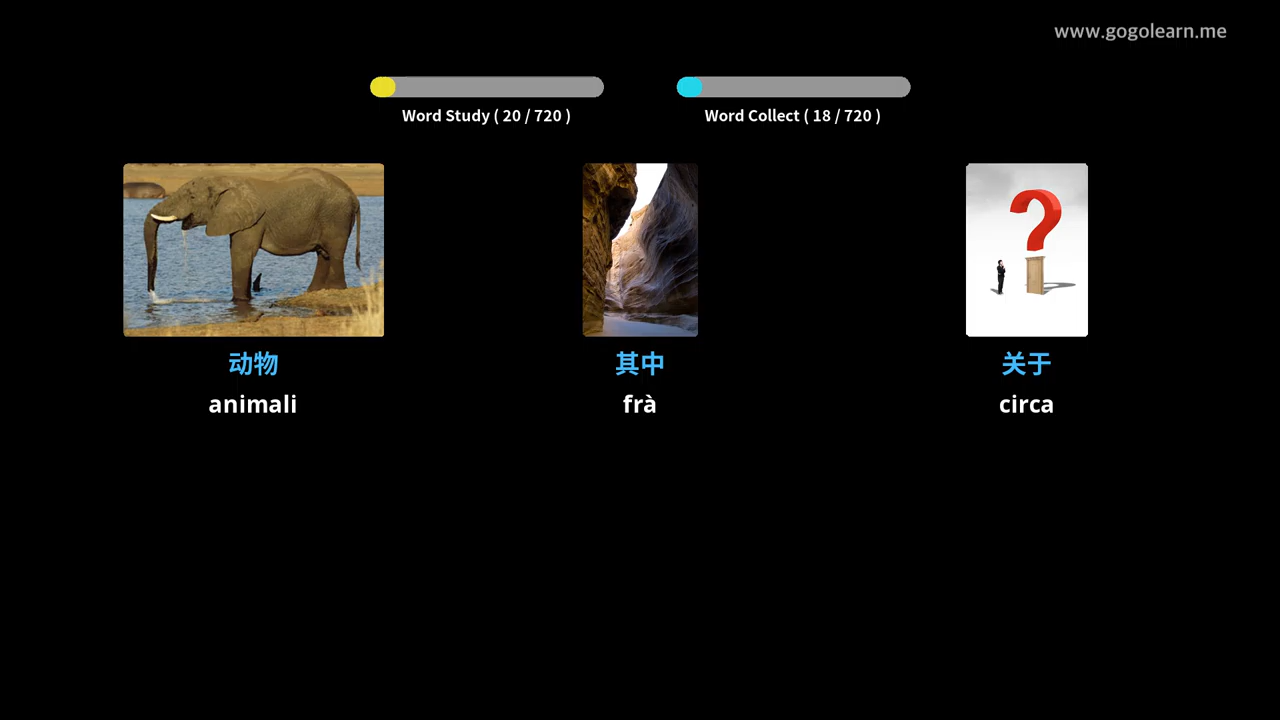 www.gogolearn.me
Word Study ( 20 / 720 )
Word Collect ( 18 / 720 )
动物
其中
关于
animali
frà
circa